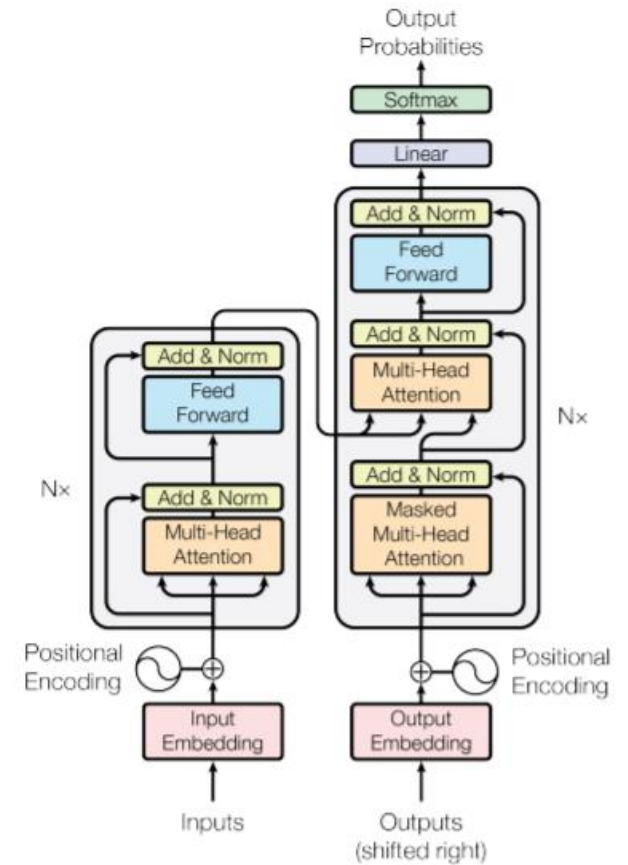 Output
Probabilities
Softmax
Linear
Add & Norm
Feed
Forward
Add & Norm
Multi-Head
Attention
Add & Norm
Masked
Multi-Head
Attention
Nx
Add & Norm
Feed
Forward
Add & Norm
Multi-Head
Attention
Nx
Positional
Encoding
Positional
Encoding
Input
Embedding
Output
Embedding
Inputs
Outputs
(shifted right)